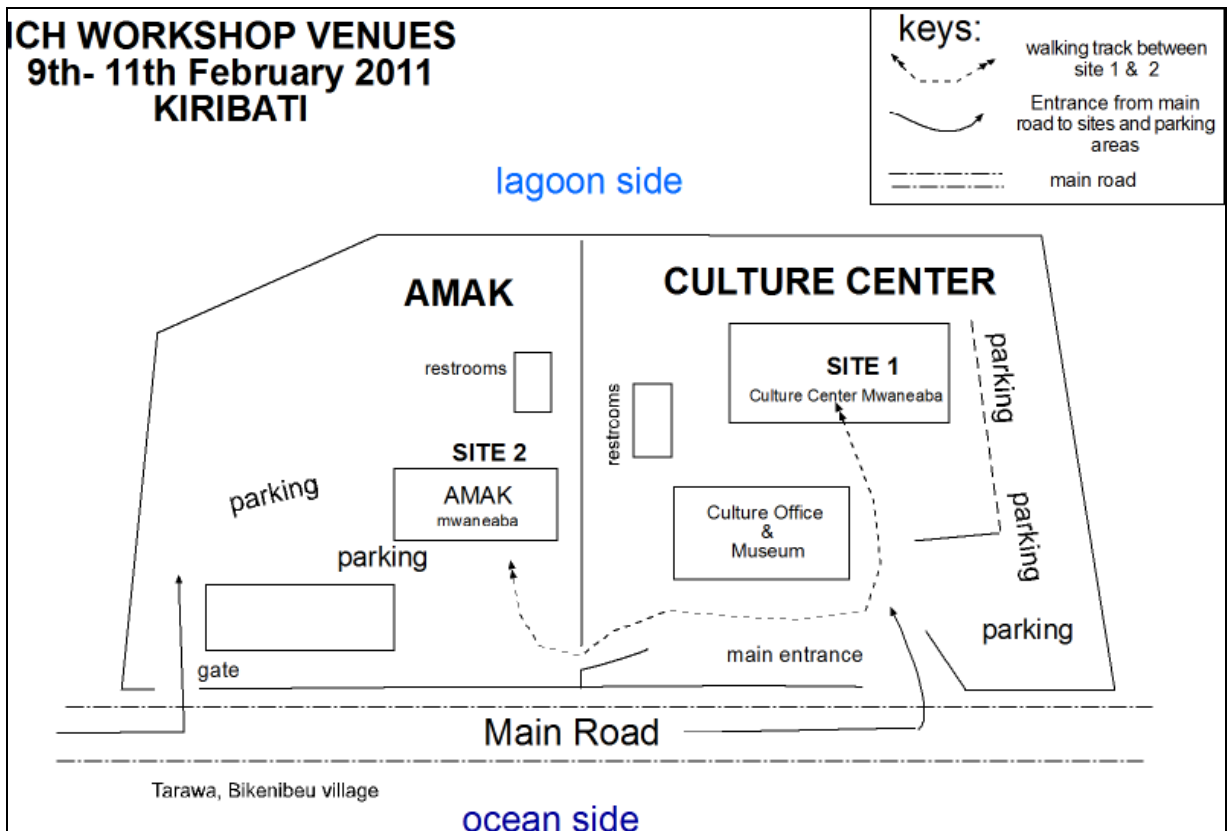 ICH WORKSHOP VENUES
9th- 11th February 2011
KIRIBATI
keys:
walking track between
site 1 & 2
Entrance from main
road to sites and parking
areas
main road
lagoon side
AMAK
CULTURE CENTER
restrooms
SITE 1
Culture Center Mwaneaba
parking
restrooms
SITE 2
AMAK
mwaneaba
parking
parking
Culture Office
&
Museum
parking
parking
gate
main entrance
Main Road
Tarawa, Bikenibeu village
ocean side